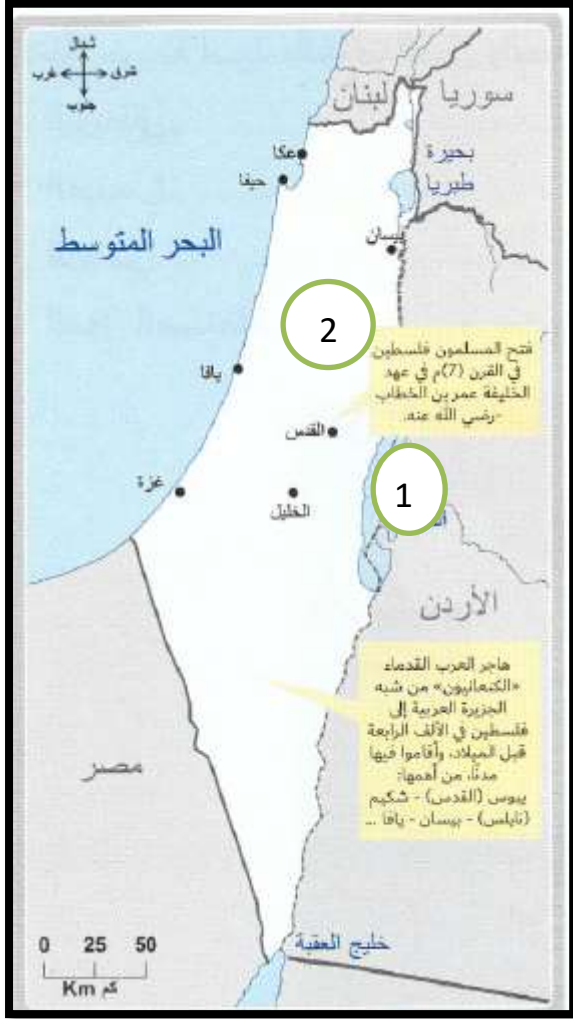 شمال
شرق
غرب
جنوب
لبنان
سوريا
عكا
حيفا
بحيرة
طبريا
البحر المتوسط
بيسان
2
فتح المسلمون فلسطين
في القرن (7)م في عهد
الخليفة عمر بن الخطاب
-رضي الله عنه.
يافا
القدس
غزة
الخليل
1
الأردن
هاجر العرب القدماء
«الكنعانيون» من شبه
الجزيرة العربية إلى
فلسطين في الألف الرابعة
قبل الميلاد، وأقاموا فيها
مدنًا، من أهمها:
يبوس (القدس) - شكيم
(نابلس) - بيسان - يافا ...
مصر
0 25 50
Km كم
خليج العقبة